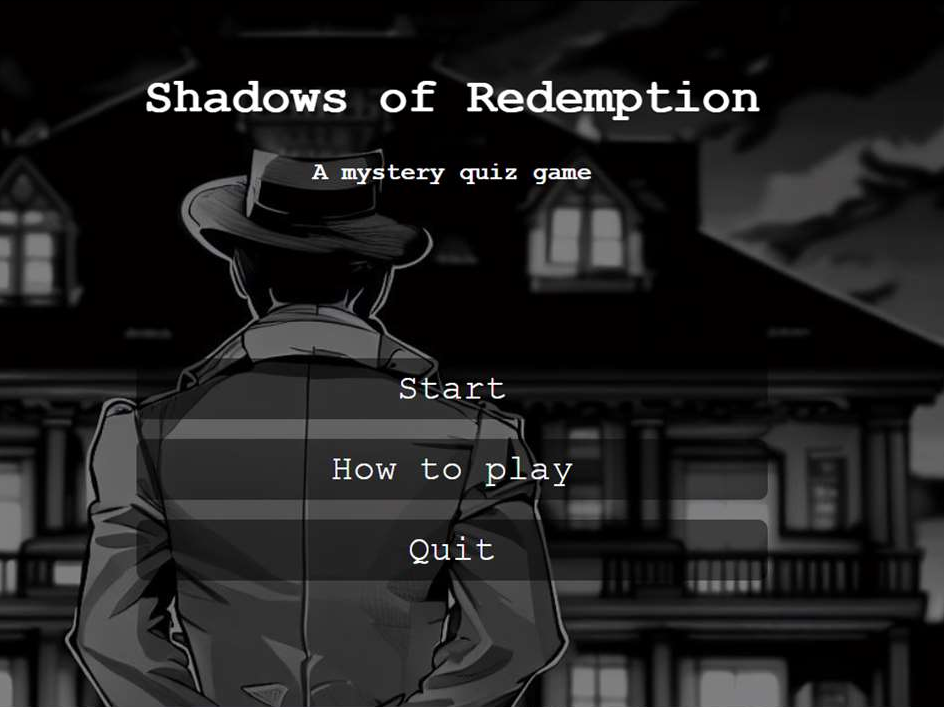 Shadows of Redemption
A mystery quiz game
Start
How to play
Quit